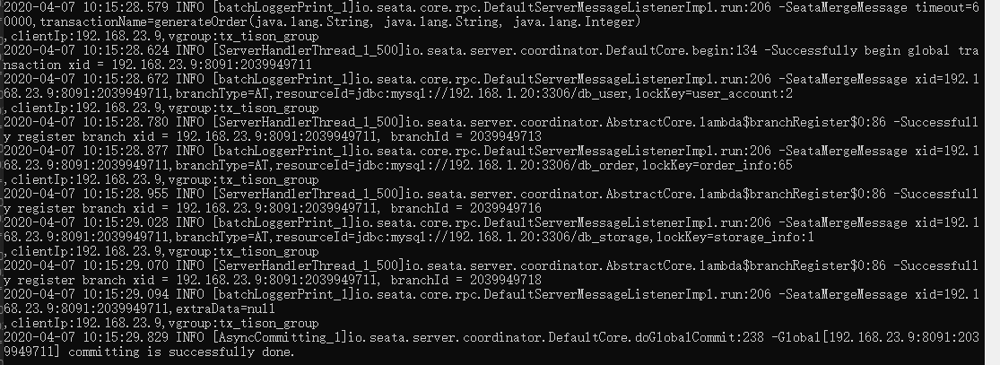 2020-04-07 10:15:28.579 INFO [batchLoggerPrint_1]io.seata.core.rpc.DefaultServerMessageListenerImpl.run:206 -SeataMergeMessage timeout=6
0000,transactionName=generateOrder(java.lang.String, java.lang.String, java.lang.Integer)
,clientIp:192.168.23.9,vgroup:tx_tison_group
2020-04-07 10:15:28.624 INFO [ServerHandlerThread_1_500]io.seata.server.coordinator.DefaultCore.begin:134 -Successfully begin global tra
nsaction xid = 192.168.23.9:8091:2039949711
2020-04-07 10:15:28.672 INFO [batchLoggerPrint_1]io.seata.core.rpc.DefaultServerMessageListenerImpl.run:206 -SeataMergeMessage xid=192.1
68.23.9:8091:2039949711,branchType=AT,resourceId=jdbc:mysql://192.168.1.20:3306/db_user,lockKey=user_account:2
,clientIp:192.168.23.9,vgroup:tx_tison_group
2020-04-07 10:15:28.780 INFO [ServerHandlerThread_1_500]io.seata.server.coordinator.AbstractCore.lambda$branchRegister$0:86 -Successfull
y register branch xid = 192.168.23.9:8091:2039949711, branchId = 2039949713
2020-04-07 10:15:28.877 INFO [batchLoggerPrint_1]io.seata.core.rpc.DefaultServerMessageListenerImpl.run:206 -SeataMergeMessage xid=192.1
68.23.9:8091:2039949711,branchType=AT,resourceId=jdbc:mysql://192.168.1.20:3306/db_order,lockKey=order_info:65
,clientIp:192.168.23.9,vgroup:tx_tison_group
2020-04-07 10:15:28.955 INFO [ServerHandlerThread_1_500]io.seata.server.coordinator.AbstractCore.lambda$branchRegister$0:86 -Successfull
y register branch xid = 192.168.23.9:8091:2039949711, branchId = 2039949716
2020-04-07 10:15:29.028 INFO [batchLoggerPrint_1]io.seata.core.rpc.DefaultServerMessageListenerImpl.run:206 -SeataMergeMessage xid=192.1
68.23.9:8091:2039949711,branchType=AT,resourceId=jdbc:mysql://192.168.1.20:3306/db_storage,lockKey=storage_info:1
,clientIp:192.168.23.9,vgroup:tx_tison_group
2020-04-07 10:15:29.070 INFO [ServerHandlerThread_1_500]io.seata.server.coordinator.AbstractCore.lambda$branchRegister$0:86 -Successfull
y register branch xid = 192.168.23.9:8091:2039949711, branchId = 2039949718
2020-04-07 10:15:29.094 INFO [batchLoggerPrint_1]io.seata.core.rpc.DefaultServerMessageListenerImpl.run:206 -SeataMergeMessage xid=192.1
68.23.9:8091:2039949711,extraData=null
,clientIp:192.168.23.9,vgroup:tx_tison_group
2020-04-07 10:15:29.829 INFO [AsyncCommitting_1]io.seata.server.coordinator.DefaultCore.doGlobalCommit:238 -Global[192.168.23.9:8091:203
9949711] committing is successfully done.